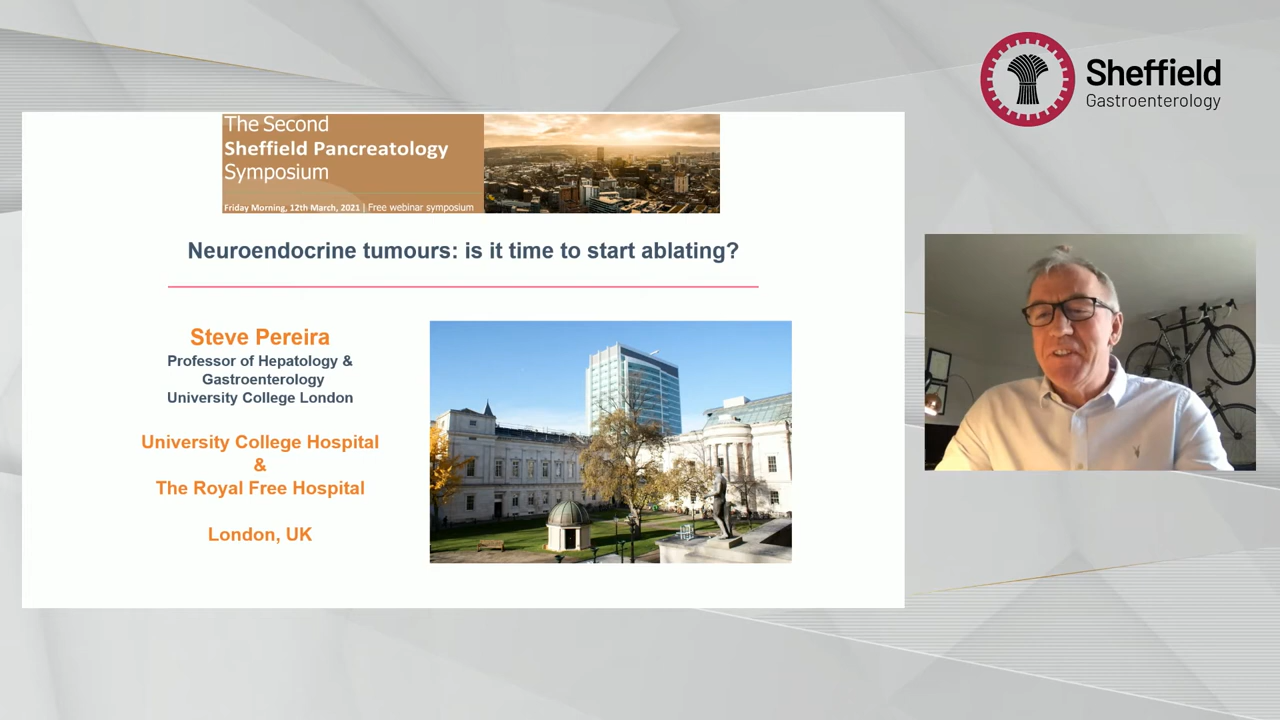 Sheffield
Gastroenterology
The Second
Sheffield Pancreatology
Symposium
Friday Morning, 12th March, 2021 | Free webinar symposium
Neuroendocrine tumours: is it time to start ablating?
Steve Pereira
Professor of Hepatology &
Gastroenterology
University College London
University College Hospital
&
The Royal Free Hospital
London, UK